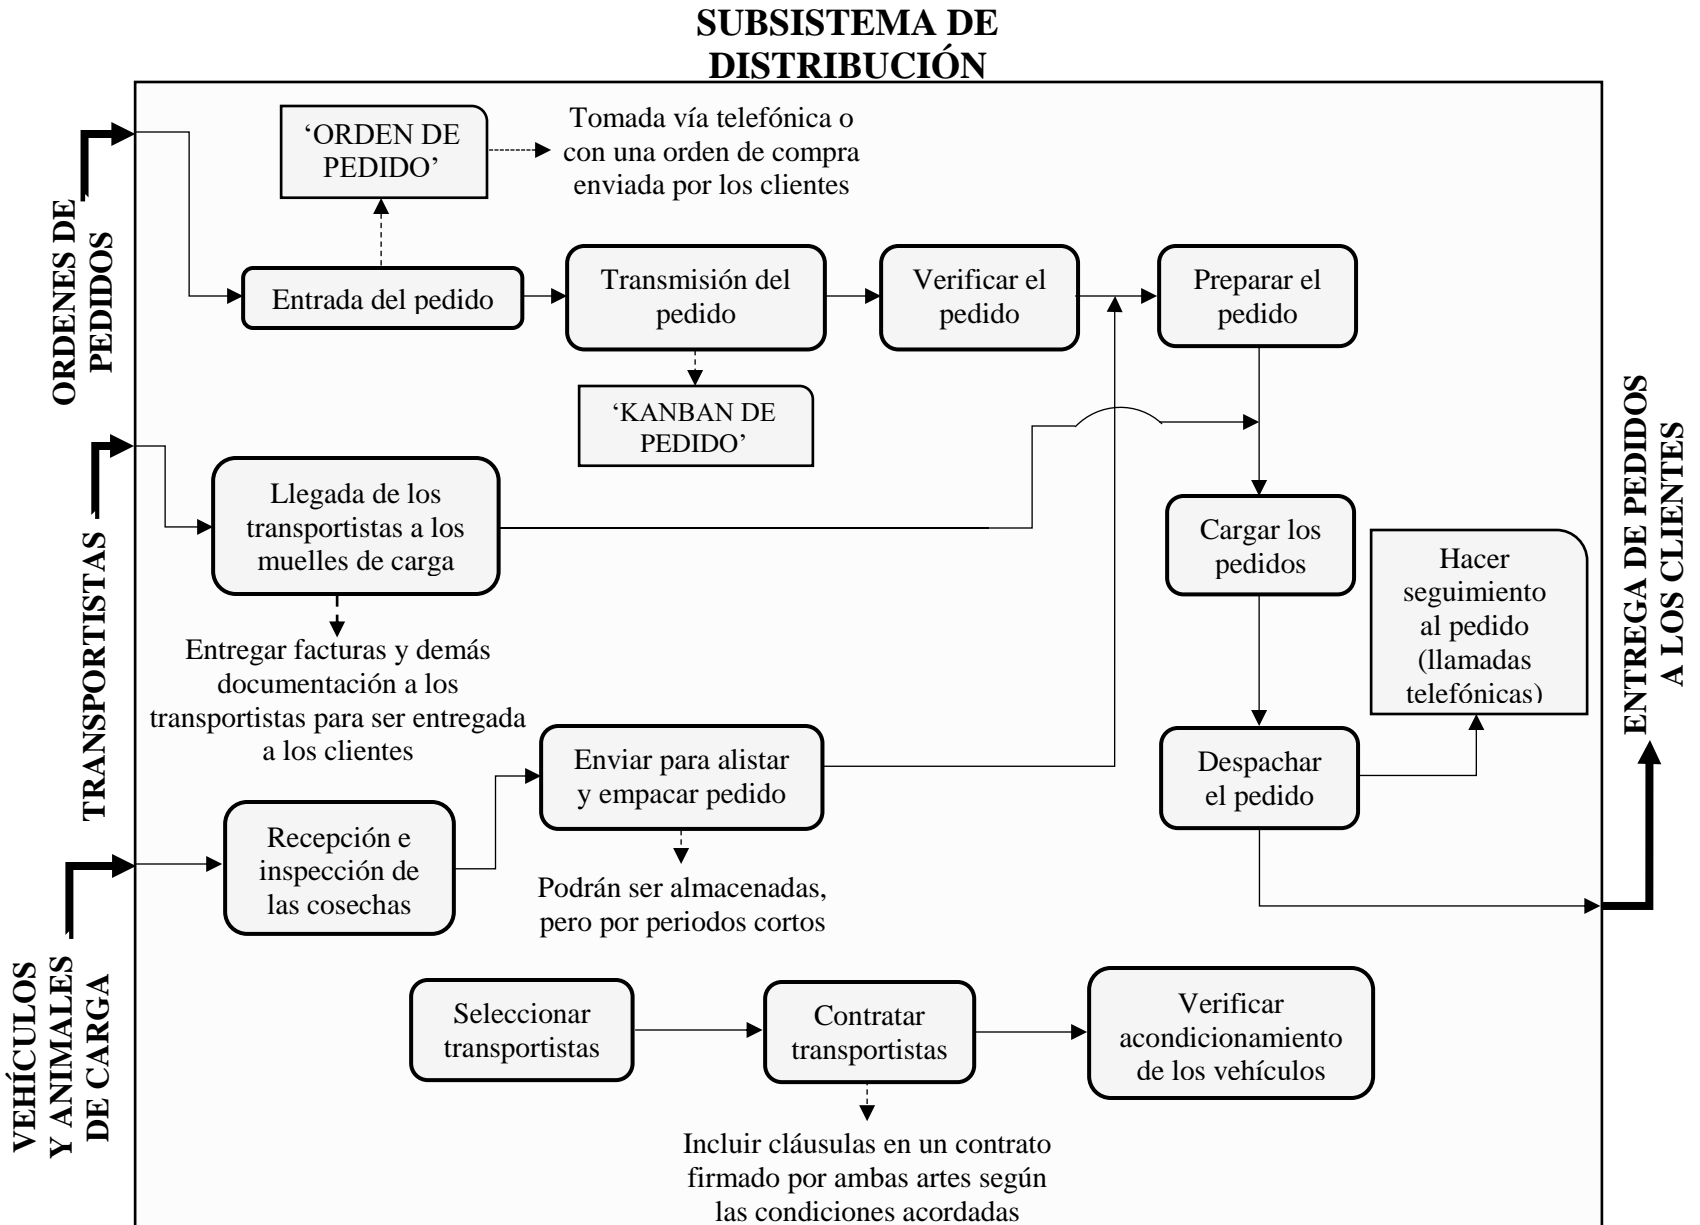 SUBSISTEMA DE
DISTRIBUCIÓN
ORDENES DE
PEDIDOS
‘ORDEN DE
PEDIDO’
Tomada vía telefónica o
con una orden de compra
enviada por los clientes
Entrada del pedido
Transmisión del
pedido
Verificar el
pedido
Preparar el
pedido
‘KANBAN DE
PEDIDO’
TRANSPORTISTAS
Llegada de los
transportistas a los
muelles de carga
Entregar facturas y demás
documentación a los
transportistas para ser entregada
a los clientes
Cargar los
pedidos
Hacer
seguimiento
al pedido
(llamadas
telefónicas)
ENTREGA DE PEDIDOS
A LOS CLIENTES
Enviar para alistar
y empacar pedido
Despachar
el pedido
VEHÍCULOS
Y ANIMALES
DE CARGA
Recepción e
inspección de
las cosechas
Podrán ser almacenadas,
pero por periodos cortos
Seleccionar
transportistas
Contratar
transportistas
Verificar
acondicionamiento
de los vehículos
Incluir cláusulas en un contrato
firmado por ambas artes según
las condiciones acordadas